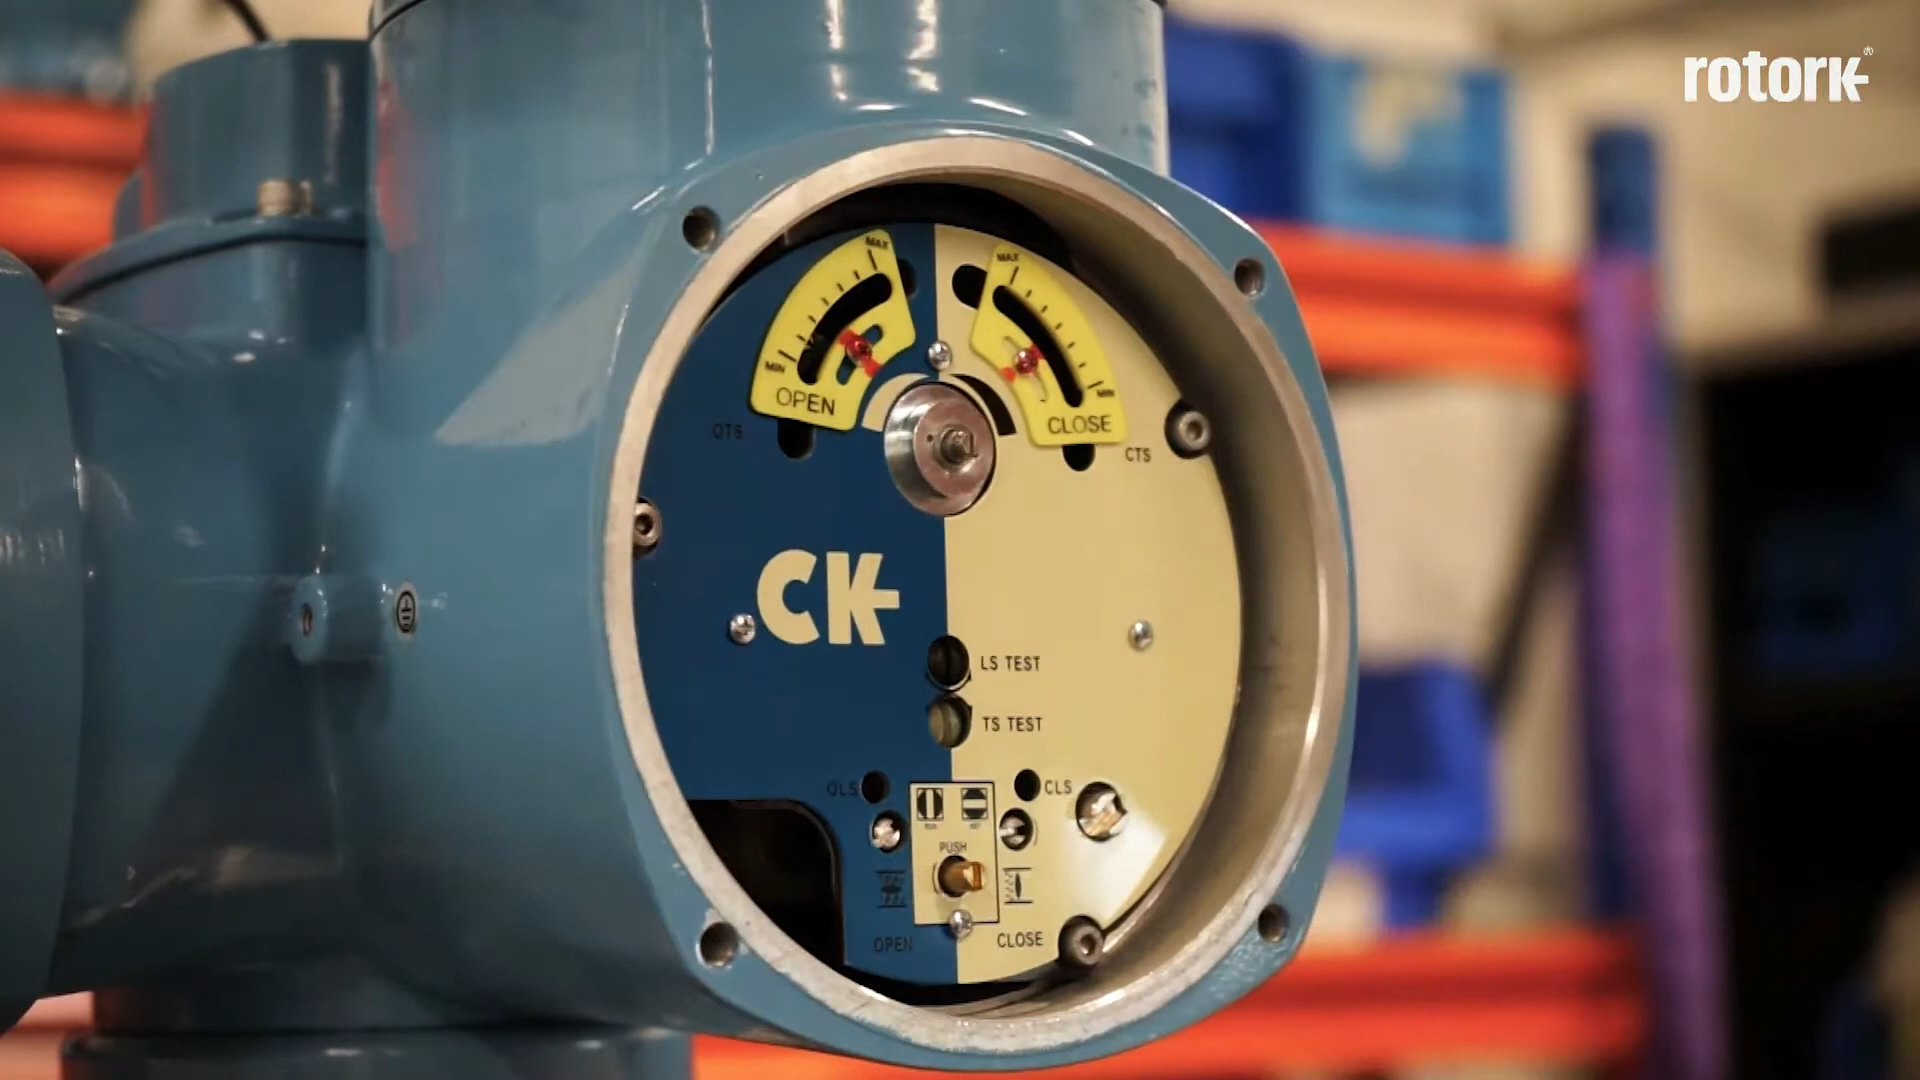 rotork®
MAX
MAX
MIN
MIN
OPEN
CLOSE
OTS
CTS
CK
LS TEST
TS TEST
OLS
CLS
PUSH
OPEN
CLOSE